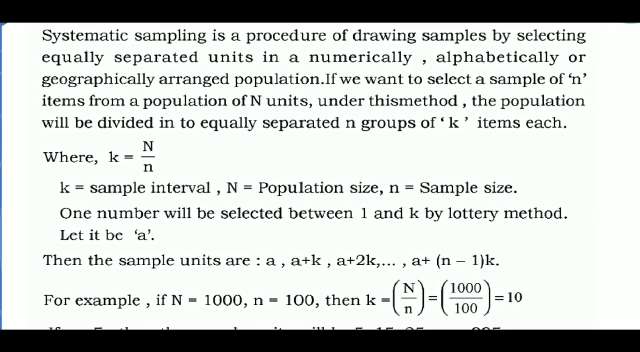 Systematic sampling is a procedure of drawing samples by selecting
equally separated units in a numerically , alphabetically or
geographically arranged population.If we want to select a sample of 'n'
items from a population of N units, under thismethod , the population
will be divided in to equally separated n groups of ' k ' items each.
Where, k = N/n
k = sample interval , N = Population size, n = Sample size.
One number will be selected between 1 and k by lottery method.
Let it be 'a'.
Then the sample units are : a , a+k , a+2k,... , a+ (n – 1)k.
For example , if N = 1000, n = 100, then k =(N/n)=(1000/100)=10